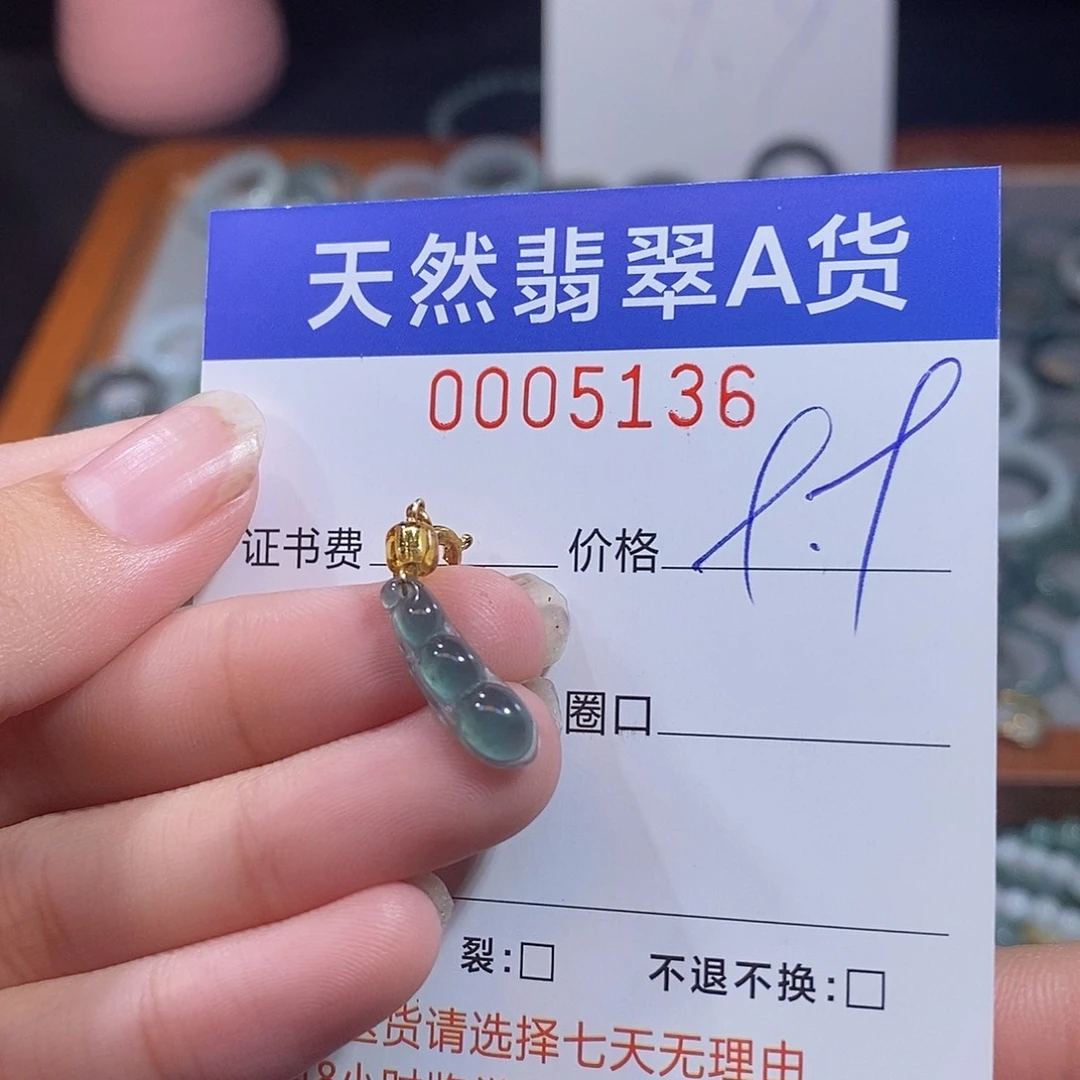 天然翡翠A货
0005136
证书费 价格
圈口
裂:□ 不退不换:□
货请选择七天无理由